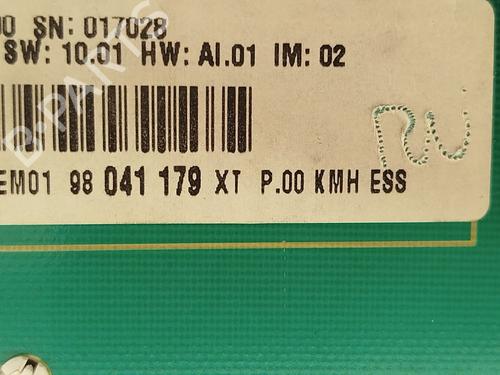 00 SN: 017028
SW: 10.01 HW: AI.01 IM: 02
EM01 98 041 179 XT P.00 KMH ESS
B-PARTS